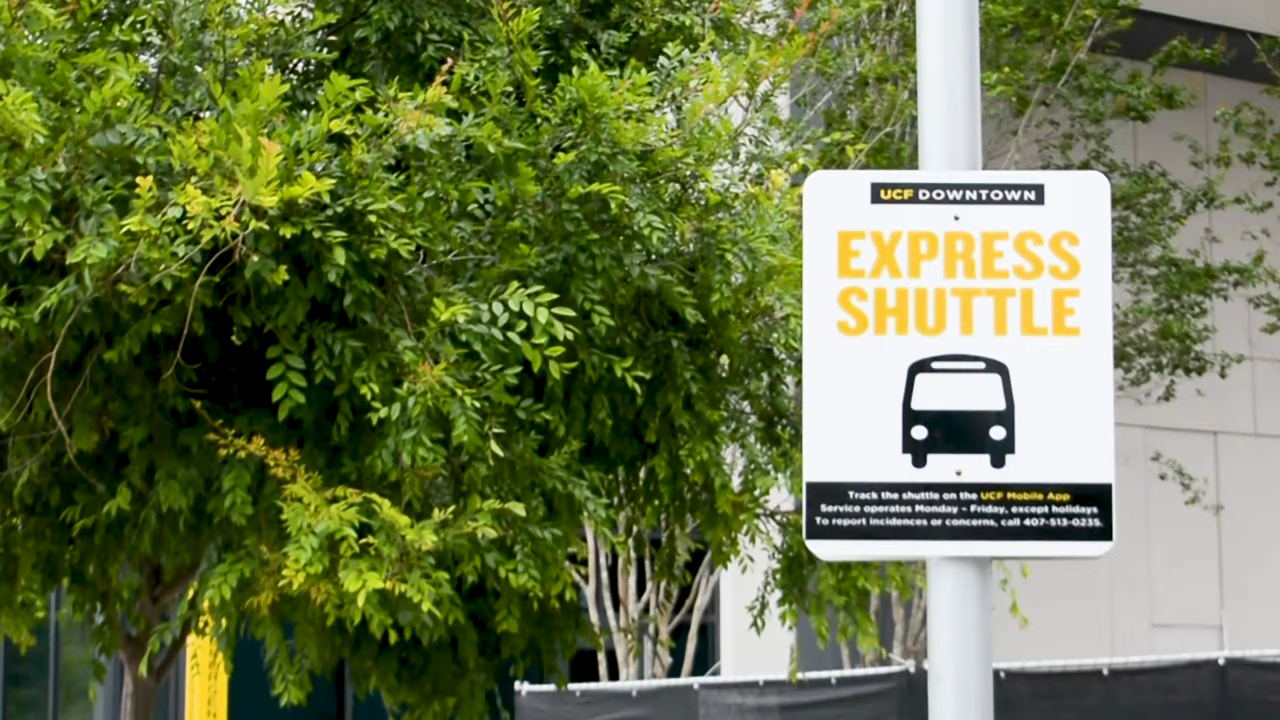 UCF DOWNTOWN
EXPRESS
SHUTTLE
Track the shuttle on the UCF Mobile App
Service operates Monday – Friday, except holidays
To report incidences or concerns, call 407-513-0235.